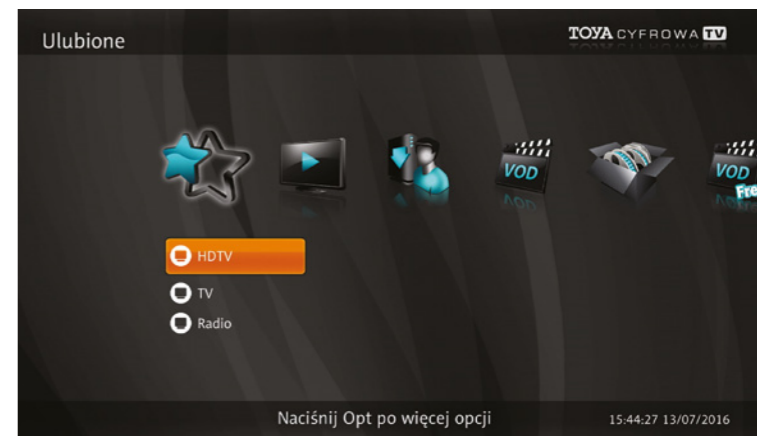 Ulubione
TOYA CYFROWA TV
VOD
VOD
Fre
HDTV
TV
Radio
Naciśnij Opt po więcej opcji
15:44:27 13/07/2016